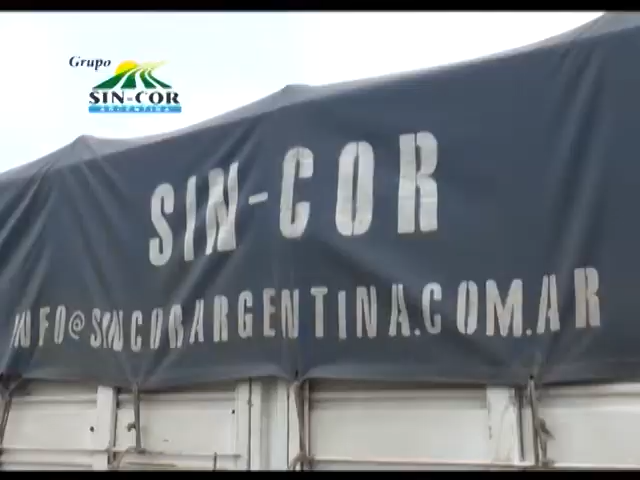 Grupo
SIN-COR
ARGENTINA
SIN-COR
INFO@SINCORARGENTINA.COM.AR